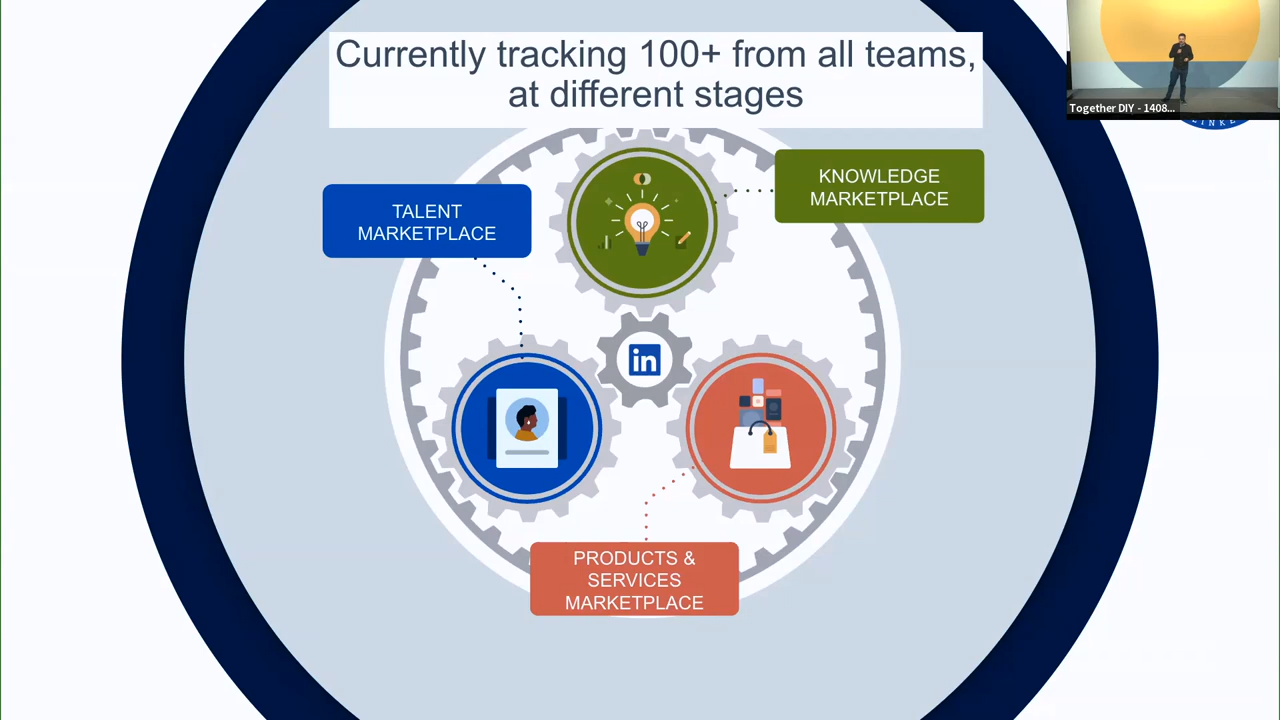 Currently tracking 100+ from all teams,
at different stages
Together DIY - 1408...
LINKE
KNOWLEDGE
MARKETPLACE
TALENT
MARKETPLACE
in
PRODUCTS &
SERVICES
MARKETPLACE